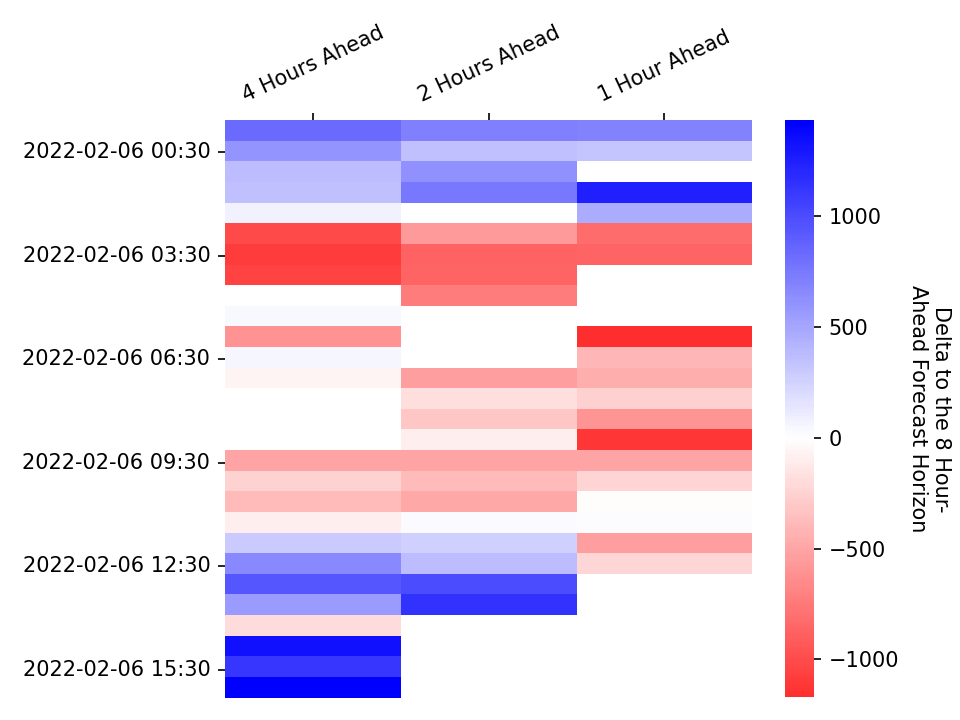 4 Hours Ahead
2 Hours Ahead
1 Hour Ahead
2022-02-06 00:30
2022-02-06 03:30
2022-02-06 06:30
2022-02-06 09:30
2022-02-06 12:30
2022-02-06 15:30
1000
500
0
−500
−1000
Delta to the 8 Hour-
Ahead Forecast Horizon